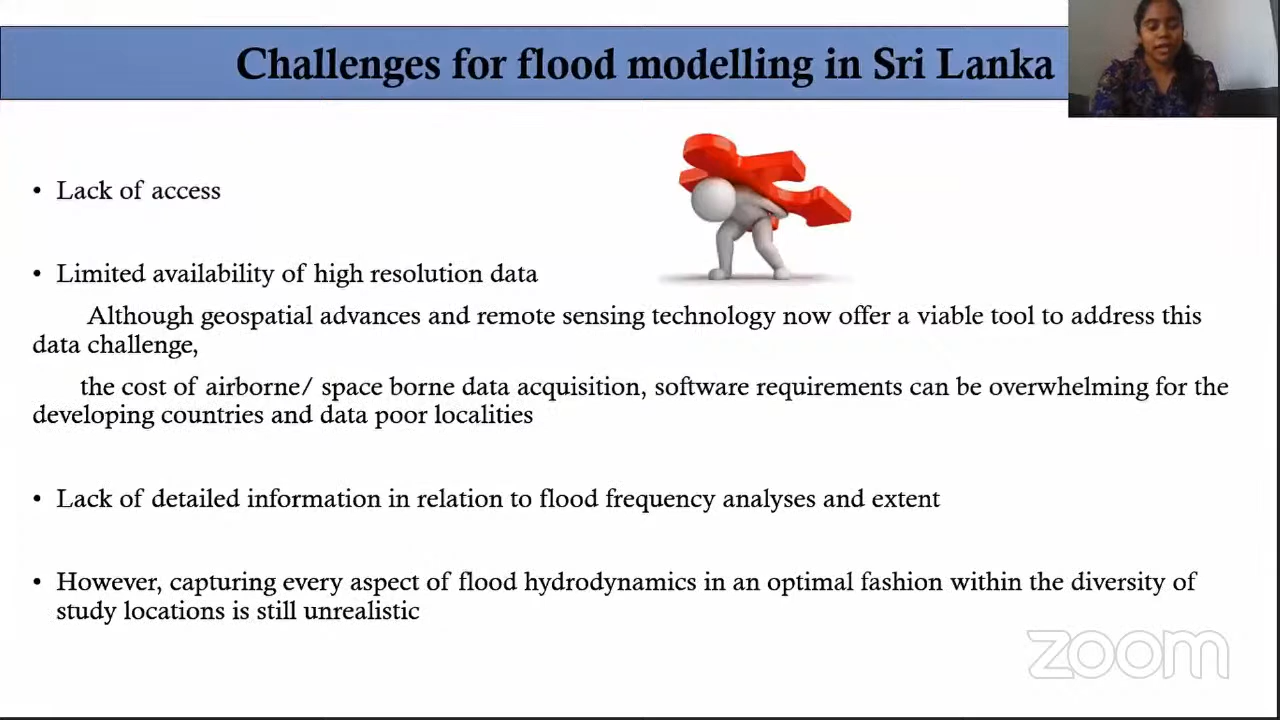 Challenges for flood modelling in Sri Lanka
• Lack of access
• Limited availability of high resolution data
Although geospatial advances and remote sensing technology now offer a viable tool to address this
data challenge,
the cost of airborne/ space borne data acquisition, software requirements can be overwhelming for the
developing countries and data poor localities
• Lack of detailed information in relation to flood frequency analyses and extent
• However, capturing every aspect of flood hydrodynamics in an optimal fashion within the diversity of
study locations is still unrealistic
zoom